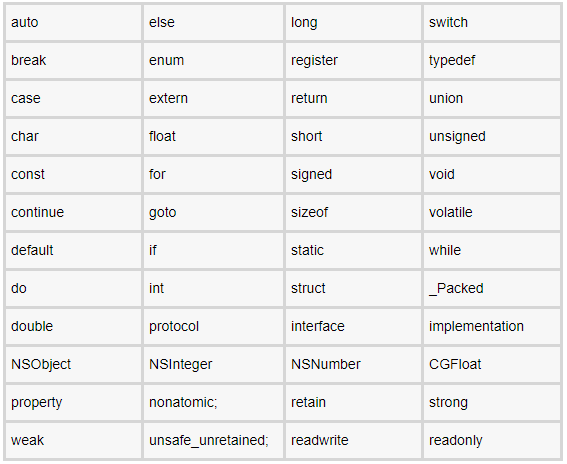 auto else long switch
break enum register typedef
case extern return union
char float short unsigned
const for signed void
continue goto sizeof volatile
default if static while
do int struct _Packed
double protocol interface implementation
NSObject NSInteger NSNumber CGFloat
property nonatomic; retain strong
weak unsafe_unretained; readwrite readonly